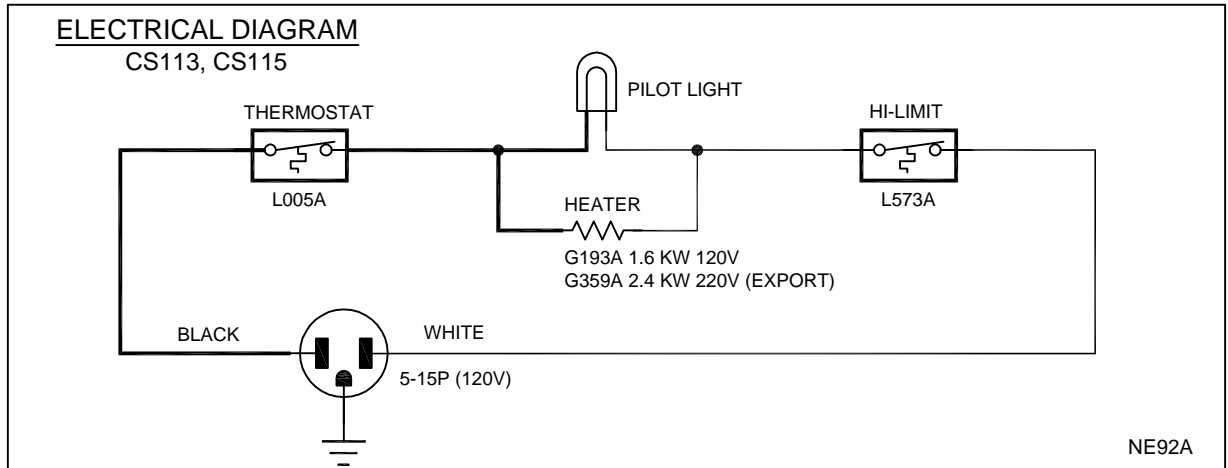 ELECTRICAL DIAGRAM
CS113, CS115
PILOT LIGHT
THERMOSTAT
HI-LIMIT
L005A
L573A
HEATER
G193A 1.6 KW 120V
G359A 2.4 KW 220V (EXPORT)
BLACK
WHITE
5-15P (120V)
NE92A